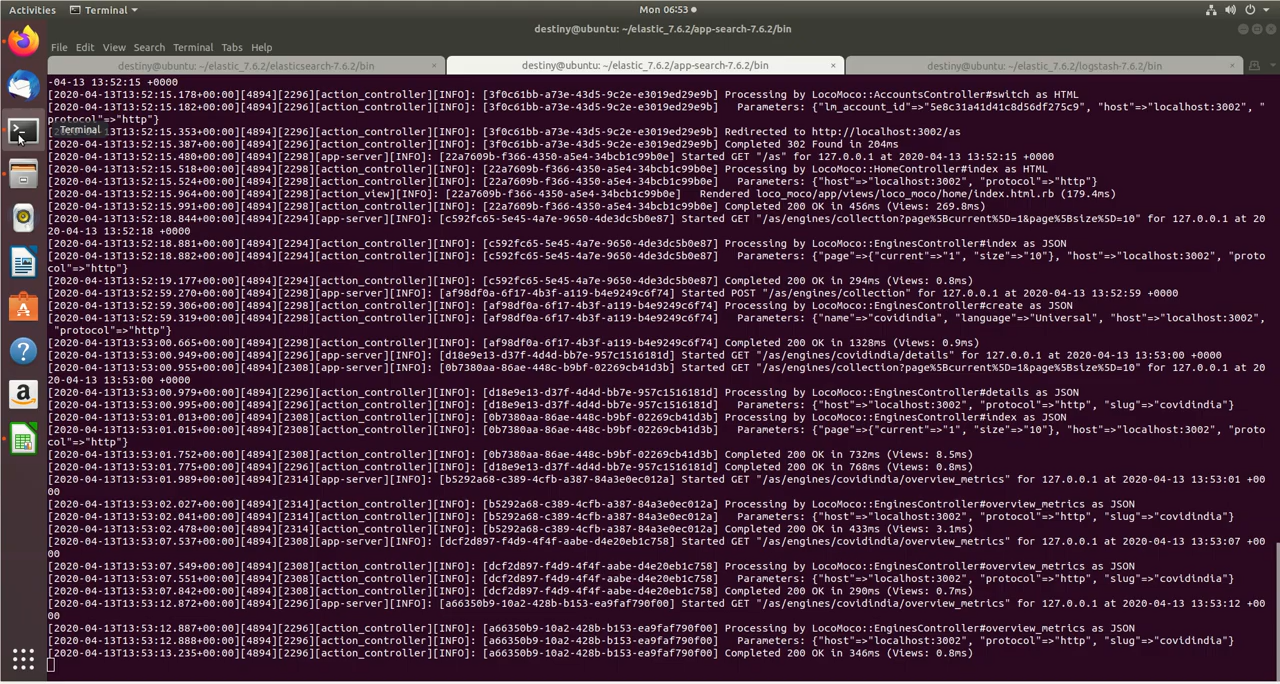 Activities
Terminal
Mon 06:53
destiny@ubuntu: ~/elastic_7.6.2/app-search-7.6.2/bin
File Edit View Search Terminal Tabs Help
destiny@ubuntu: ~/elastic_7.6.2/elasticsearch-7.6.2/bin × destiny@ubuntu: ~/elastic_7.6.2/app-search-7.6.2/bin × destiny@ubuntu: ~/elastic_7.6.2/logstash-7.6.2/bin ×
-04-13 13:52:15 +0000
[2020-04-13T13:52:15.178+00:00][4894][2296][action_controller][INFO]: [3f0c61bb-a73e-43d5-9c2e-e3019ed29e9b] Processing by LocoMoco::AccountsController#switch as HTML
[2020-04-13T13:52:15.182+00:00][4894][2296][action_controller][INFO]: [3f0c61bb-a73e-43d5-9c2e-e3019ed29e9b]   Parameters: {"lm_account_id"=>"5e8c31a41d41c8d56df275c9", "host"=>"localhost:3002", "
protocol"=>"http"}
Terminal
[2020-04-13T13:52:15.353+00:00][4894][2296][action_controller][INFO]: [3f0c61bb-a73e-43d5-9c2e-e3019ed29e9b] Redirected to http://localhost:3002/as
[2020-04-13T13:52:15.387+00:00][4894][2296][action_controller][INFO]: [3f0c61bb-a73e-43d5-9c2e-e3019ed29e9b] Completed 302 Found in 204ms
[2020-04-13T13:52:15.480+00:00][4894][2298][app-server][INFO]: [22a7609b-f366-4350-a5e4-34bcb1c99b0e] Started GET "/as" for 127.0.0.1 at 2020-04-13 13:52:15 +0000
[2020-04-13T13:52:15.518+00:00][4894][2298][action_controller][INFO]: [22a7609b-f366-4350-a5e4-34bcb1c99b0e] Processing by LocoMoco::HomeController#index as HTML
[2020-04-13T13:52:15.524+00:00][4894][2298][action_controller][INFO]: [22a7609b-f366-4350-a5e4-34bcb1c99b0e]   Parameters: {"host"=>"localhost:3002", "protocol"=>"http"}
[2020-04-13T13:52:15.964+00:00][4894][2298][action_view][INFO]: [22a7609b-f366-4350-a5e4-34bcb1c99b0e]   Rendered loco_moco/app/views/loco_moco/home/index.html.rb (179.4ms)
[2020-04-13T13:52:15.991+00:00][4894][2298][action_controller][INFO]: [22a7609b-f366-4350-a5e4-34bcb1c99b0e] Completed 200 OK in 456ms (Views: 269.8ms)
[2020-04-13T13:52:18.844+00:00][4894][2294][app-server][INFO]: [c592fc65-5e45-4a7e-9650-4de3dc5b0e87] Started GET "/as/engines/collection?page%5Bcurrent%5D=1&page%5Bsize%5D=10" for 127.0.0.1 at 20
20-04-13 13:52:18 +0000
[2020-04-13T13:52:18.881+00:00][4894][2294][action_controller][INFO]: [c592fc65-5e45-4a7e-9650-4de3dc5b0e87] Processing by LocoMoco::EnginesController#index as JSON
[2020-04-13T13:52:18.882+00:00][4894][2294][action_controller][INFO]: [c592fc65-5e45-4a7e-9650-4de3dc5b0e87]   Parameters: {"page"=>{"current"=>"1", "size"=>"10"}, "host"=>"localhost:3002", "proto
col"=>"http"}
[2020-04-13T13:52:19.177+00:00][4894][2294][action_controller][INFO]: [c592fc65-5e45-4a7e-9650-4de3dc5b0e87] Completed 200 OK in 294ms (Views: 0.8ms)
[2020-04-13T13:52:59.270+00:00][4894][2298][app-server][INFO]: [af98df0a-6f17-4b3f-a119-b4e9249c6f74] Started POST "/as/engines/collection" for 127.0.0.1 at 2020-04-13 13:52:59 +0000
[2020-04-13T13:52:59.306+00:00][4894][2298][action_controller][INFO]: [af98df0a-6f17-4b3f-a119-b4e9249c6f74] Processing by LocoMoco::EnginesController#create as JSON
[2020-04-13T13:52:59.319+00:00][4894][2298][action_controller][INFO]: [af98df0a-6f17-4b3f-a119-b4e9249c6f74]   Parameters: {"name"=>"covidindia", "language"=>"Universal", "host"=>"localhost:3002",
"protocol"=>"http"}
[2020-04-13T13:53:00.665+00:00][4894][2298][action_controller][INFO]: [af98df0a-6f17-4b3f-a119-b4e9249c6f74] Completed 200 OK in 1328ms (Views: 0.9ms)
[2020-04-13T13:53:00.949+00:00][4894][2296][app-server][INFO]: [d18e9e13-d37f-4d4d-bb7e-957c1516181d] Started GET "/as/engines/covidindia/details" for 127.0.0.1 at 2020-04-13 13:53:00 +0000
[2020-04-13T13:53:00.955+00:00][4894][2308][app-server][INFO]: [0b7380aa-86ae-448c-b9bf-02269cb41d3b] Started GET "/as/engines/collection?page%5Bcurrent%5D=1&page%5Bsize%5D=10" for 127.0.0.1 at 20
20-04-13 13:53:00 +0000
[2020-04-13T13:53:00.979+00:00][4894][2296][action_controller][INFO]: [d18e9e13-d37f-4d4d-bb7e-957c1516181d] Processing by LocoMoco::EnginesController#details as JSON
[2020-04-13T13:53:00.995+00:00][4894][2296][action_controller][INFO]: [d18e9e13-d37f-4d4d-bb7e-957c1516181d]   Parameters: {"host"=>"localhost:3002", "protocol"=>"http", "slug"=>"covidindia"}
[2020-04-13T13:53:01.013+00:00][4894][2308][action_controller][INFO]: [0b7380aa-86ae-448c-b9bf-02269cb41d3b] Processing by LocoMoco::EnginesController#index as JSON
[2020-04-13T13:53:01.015+00:00][4894][2308][action_controller][INFO]: [0b7380aa-86ae-448c-b9bf-02269cb41d3b]   Parameters: {"page"=>{"current"=>"1", "size"=>"10"}, "host"=>"localhost:3002", "proto
col"=>"http"}
[2020-04-13T13:53:01.752+00:00][4894][2308][action_controller][INFO]: [0b7380aa-86ae-448c-b9bf-02269cb41d3b] Completed 200 OK in 732ms (Views: 8.5ms)
[2020-04-13T13:53:01.775+00:00][4894][2296][action_controller][INFO]: [d18e9e13-d37f-4d4d-bb7e-957c1516181d] Completed 200 OK in 768ms (Views: 0.8ms)
[2020-04-13T13:53:01.989+00:00][4894][2314][app-server][INFO]: [b5292a68-c389-4cfb-a387-84a3e0ec012a] Started GET "/as/engines/covidindia/overview_metrics" for 127.0.0.1 at 2020-04-13 13:53:01 +00
00
[2020-04-13T13:53:02.027+00:00][4894][2314][action_controller][INFO]: [b5292a68-c389-4cfb-a387-84a3e0ec012a] Processing by LocoMoco::EnginesController#overview_metrics as JSON
[2020-04-13T13:53:02.041+00:00][4894][2314][action_controller][INFO]: [b5292a68-c389-4cfb-a387-84a3e0ec012a]   Parameters: {"host"=>"localhost:3002", "protocol"=>"http", "slug"=>"covidindia"}
[2020-04-13T13:53:02.478+00:00][4894][2314][action_controller][INFO]: [b5292a68-c389-4cfb-a387-84a3e0ec012a] Completed 200 OK in 433ms (Views: 3.1ms)
[2020-04-13T13:53:07.537+00:00][4894][2308][app-server][INFO]: [dcf2d897-f4d9-4f4f-aabe-d4e20eb1c758] Started GET "/as/engines/covidindia/overview_metrics" for 127.0.0.1 at 2020-04-13 13:53:07 +00
00
[2020-04-13T13:53:07.549+00:00][4894][2308][action_controller][INFO]: [dcf2d897-f4d9-4f4f-aabe-d4e20eb1c758] Processing by LocoMoco::EnginesController#overview_metrics as JSON
[2020-04-13T13:53:07.551+00:00][4894][2308][action_controller][INFO]: [dcf2d897-f4d9-4f4f-aabe-d4e20eb1c758]   Parameters: {"host"=>"localhost:3002", "protocol"=>"http", "slug"=>"covidindia"}
[2020-04-13T13:53:07.842+00:00][4894][2308][action_controller][INFO]: [dcf2d897-f4d9-4f4f-aabe-d4e20eb1c758] Completed 200 OK in 290ms (Views: 0.7ms)
[2020-04-13T13:53:12.872+00:00][4894][2296][app-server][INFO]: [a66350b9-10a2-428b-b153-ea9faf790f00] Started GET "/as/engines/covidindia/overview_metrics" for 127.0.0.1 at 2020-04-13 13:53:12 +00
00
[2020-04-13T13:53:12.887+00:00][4894][2296][action_controller][INFO]: [a66350b9-10a2-428b-b153-ea9faf790f00] Processing by LocoMoco::EnginesController#overview_metrics as JSON
[2020-04-13T13:53:12.888+00:00][4894][2296][action_controller][INFO]: [a66350b9-10a2-428b-b153-ea9faf790f00]   Parameters: {"host"=>"localhost:3002", "protocol"=>"http", "slug"=>"covidindia"}
[2020-04-13T13:53:13.235+00:00][4894][2296][action_controller][INFO]: [a66350b9-10a2-428b-b153-ea9faf790f00] Completed 200 OK in 346ms (Views: 0.8ms)